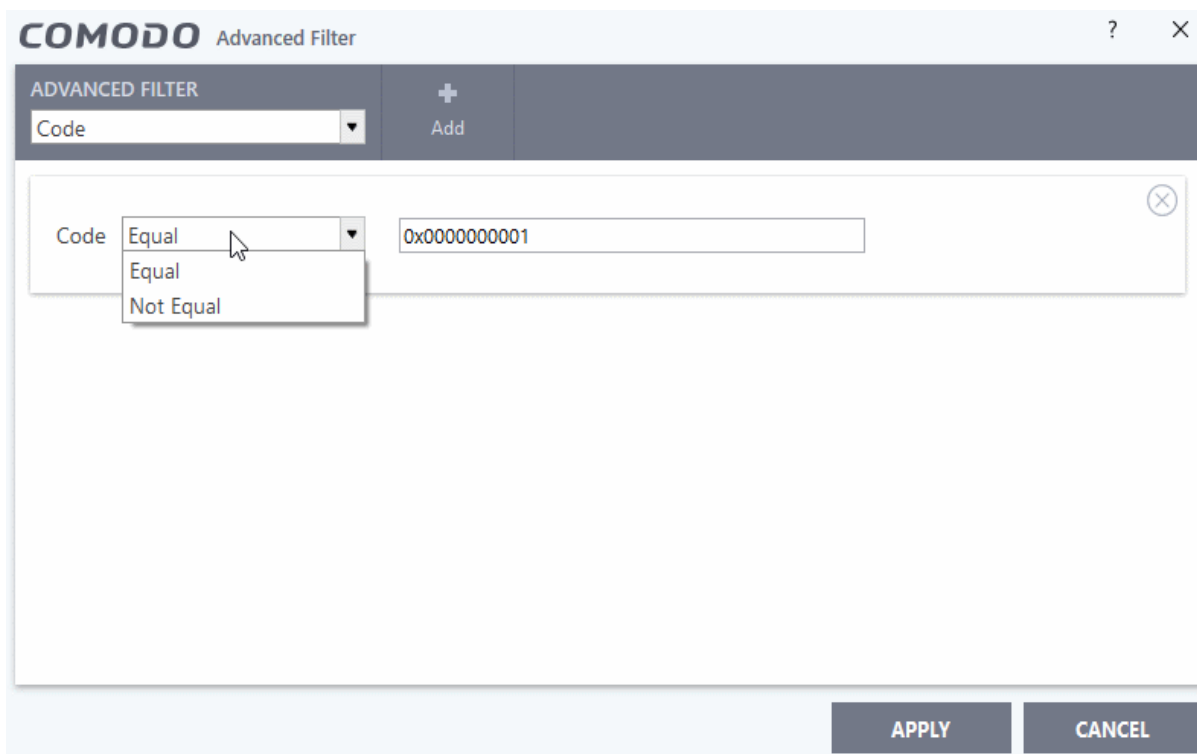 COMODO Advanced Filter ?
ADVANCED FILTER
Code
Add
Code Equal 0x0000000001
Equal
Not Equal
APPLY CANCEL